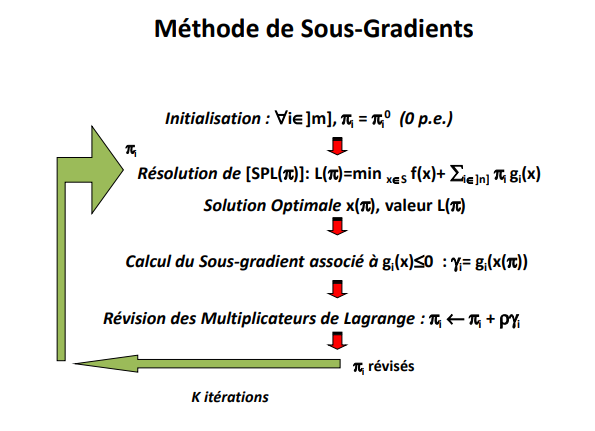 Méthode de Sous-Gradients
Initialisation : ∀i∈]m], πᵢ = πᵢ⁰ (0 p.e.)
πᵢ
Résolution de [SPL(π)]: L(π)=min ₓ∈S f(x)+ ∑ᵢ∈]n] πᵢ gᵢ(x)
Solution Optimale x(π), valeur L(π)
Calcul du Sous-gradient associé à gᵢ(x)≤0 : γᵢ= gᵢ(x(π))
Révision des Multiplicateurs de Lagrange : πᵢ ← πᵢ + ργᵢ
πᵢ révisés
K itérations